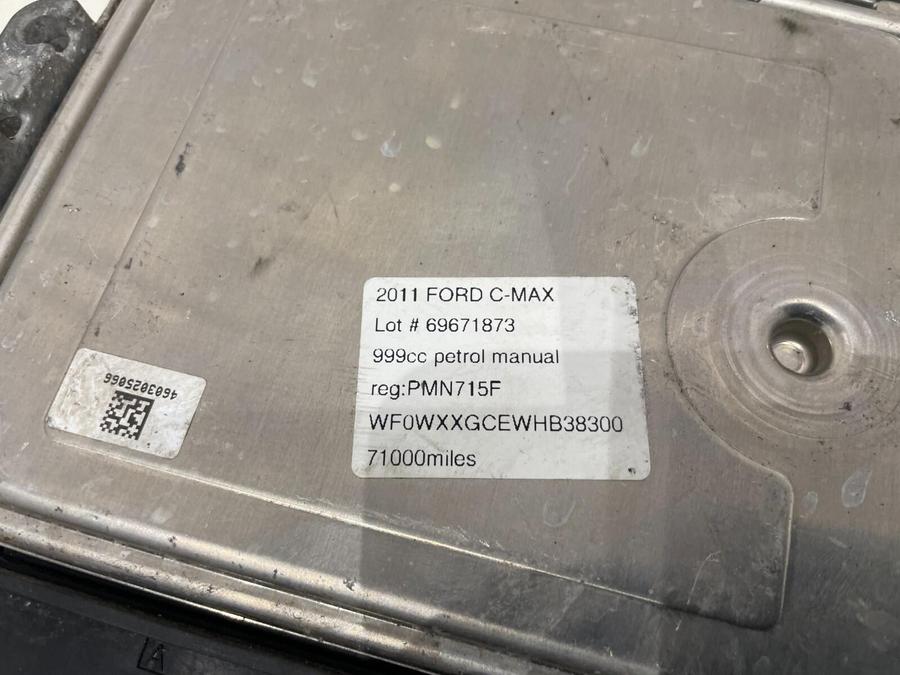 2011 FORD C-MAX
Lot # 69671873
999cc petrol manual
reg:PMN715F
WF0WXXGCEWHB38300
71000miles
4603025066
A